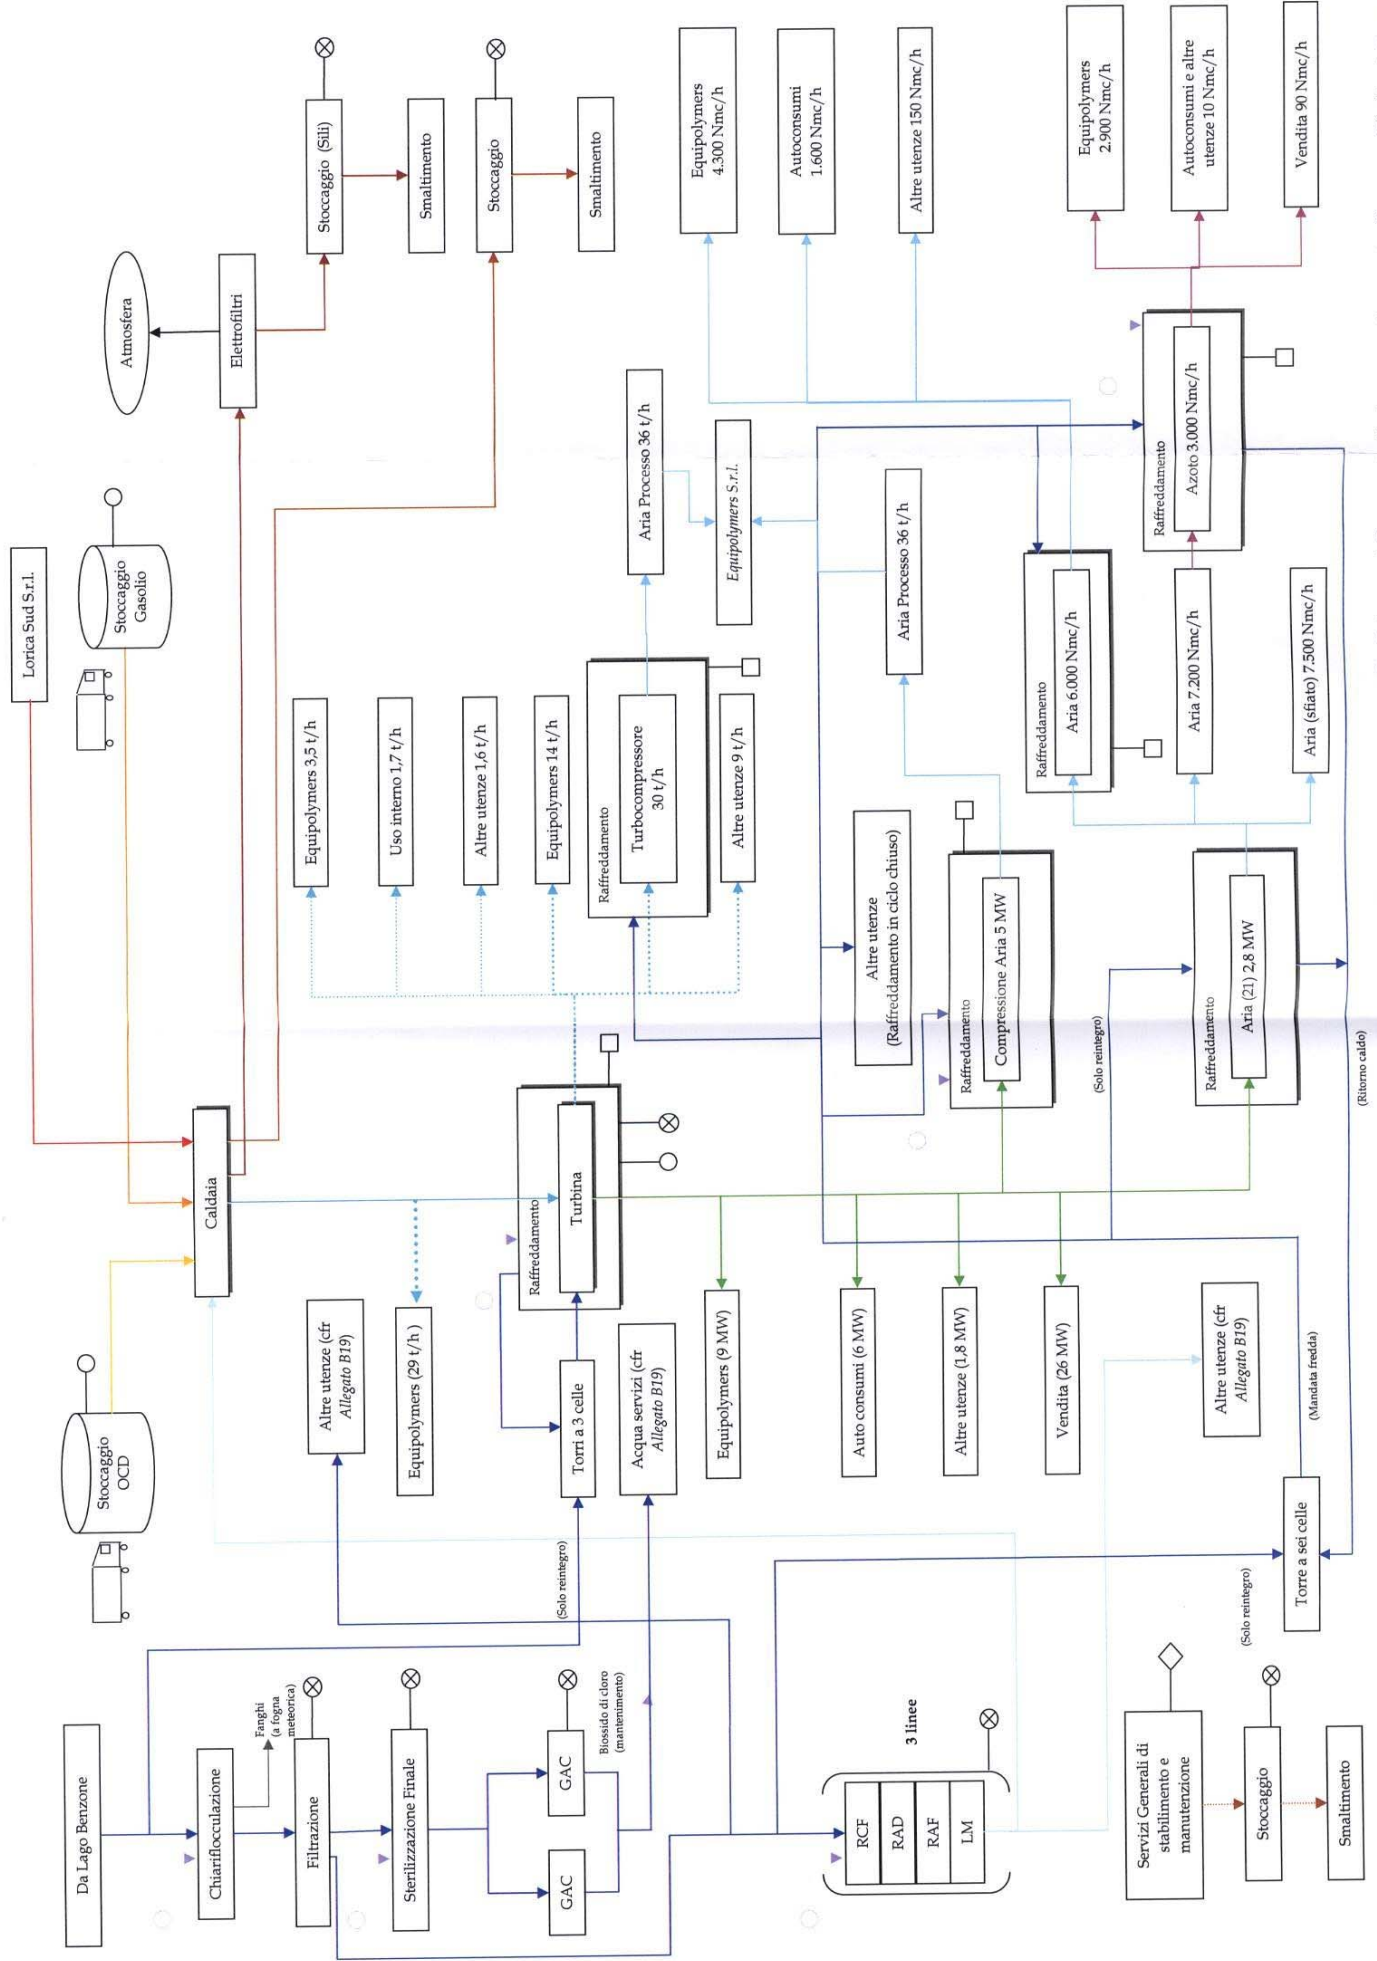 Da Lago Benzone
Chiariflocculazione
Fanghi
(a fogna
meteorica)
Filtrazione
Sterilizzazione Finale
GAC
GAC
Biossido di cloro
(mantenimento)
(Solo reintegro)
3 linee
RCF
RAD
RAF
LM
Servizi Generali di
stabilimento e
manutenzione
Stoccaggio
Smaltimento
(Solo reintegro)
Torre a sei celle
Stoccaggio
OCD
Altre utenze (cfr
Allegato B19)
Equipolymers (29 t/h )
Torri a 3 celle
Acqua servizi (cfr
Allegato B19)
Equipolymers (9 MW)
Auto consumi (6 MW)
Altre utenze (1,8 MW)
Vendita (26 MW)
Altre utenze (cfr
Allegato B19)
(Mandata fredda)
Caldaia
Raffreddamento
Turbina
(Ritorno caldo)
(Solo reintegro)
Raffreddamento
Compressione Aria 5 MW
Raffreddamento
Aria (21) 2,8 MW
Altre utenze
(Raffreddamento in ciclo chiuso)
Equipolymers 3,5 t/h
Uso interno 1,7 t/h
Altre utenze 1,6 t/h
Equipolymers 14 t/h
Raffreddamento
Turbocompressore
30 t/h
Altre utenze 9 t/h
Lorica Sud S.r.l.
Stoccaggio
Gasolio
Aria Processo 36 t/h
Equipolymers S.r.l.
Aria Processo 36 t/h
Raffreddamento
Aria 6.000 Nmc/h
Aria 7.200 Nmc/h
Aria (sfiato) 7.500 Nmc/h
Raffreddamento
Azoto 3.000 Nmc/h
Atmosfera
Elettrofiltri
Stoccaggio (Sili)
Smaltimento
Stoccaggio
Smaltimento
Equipolymers
4.300 Nmc/h
Autoconsumi
1.600 Nmc/h
Altre utenze 150 Nmc/h
Equipolymers
2.900 Nmc/h
Autoconsumi e altre
utenze 10 Nmc/h
Vendita 90 Nmc/h